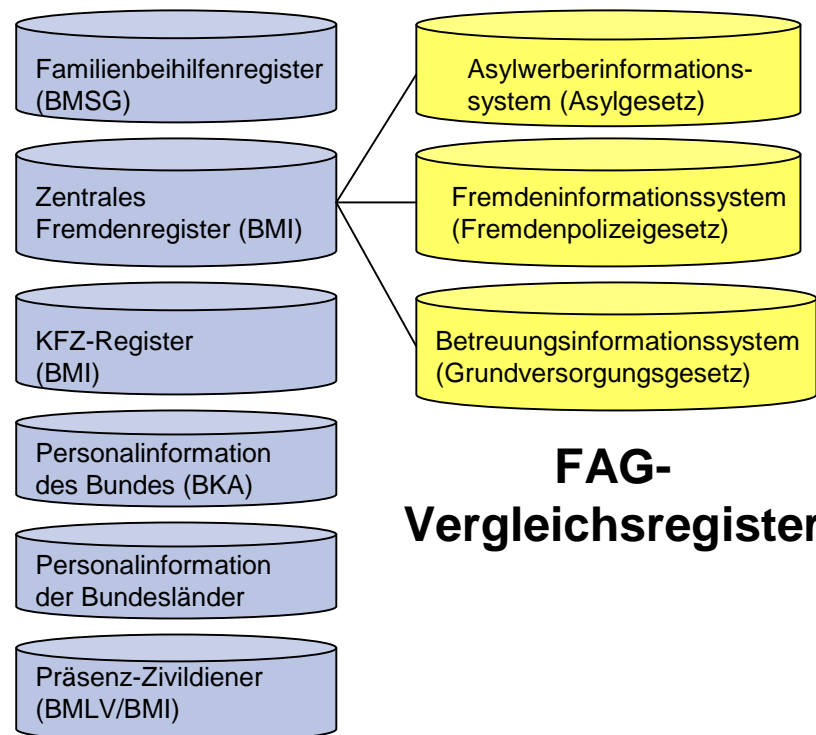 Familienbeihilfenregister
(BMSG)
Zentrales
Fremdenregister (BMI)
KFZ-Register
(BMI)
Personalinformation
des Bundes (BKA)
Personalinformation
der Bundesländer
Präsenz-Zivildiener
(BMLV/BMI)
Asylwerberinformations-
system (Asylgesetz)
Fremdeninformationssystem
(Fremdenpolizeigesetz)
Betreuungsinformationssystem
(Grundversorgungsgesetz)
FAG-
Vergleichsregister